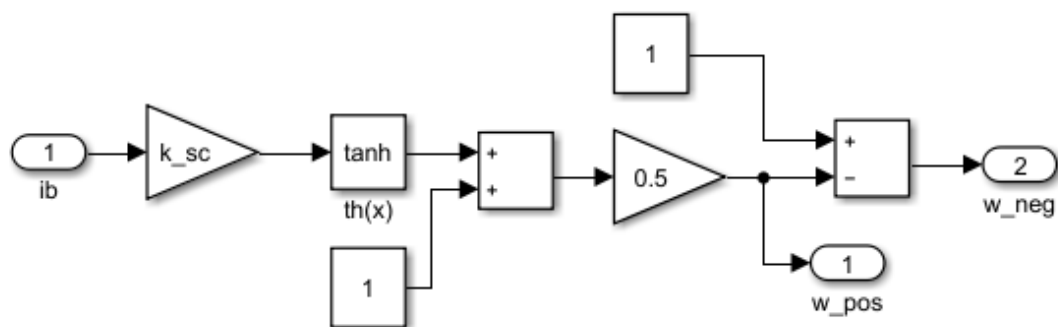 1
ib
k_sc
tanh
th(x)
1
+
+
0.5
1
+
−
2
w_neg
1
w_pos